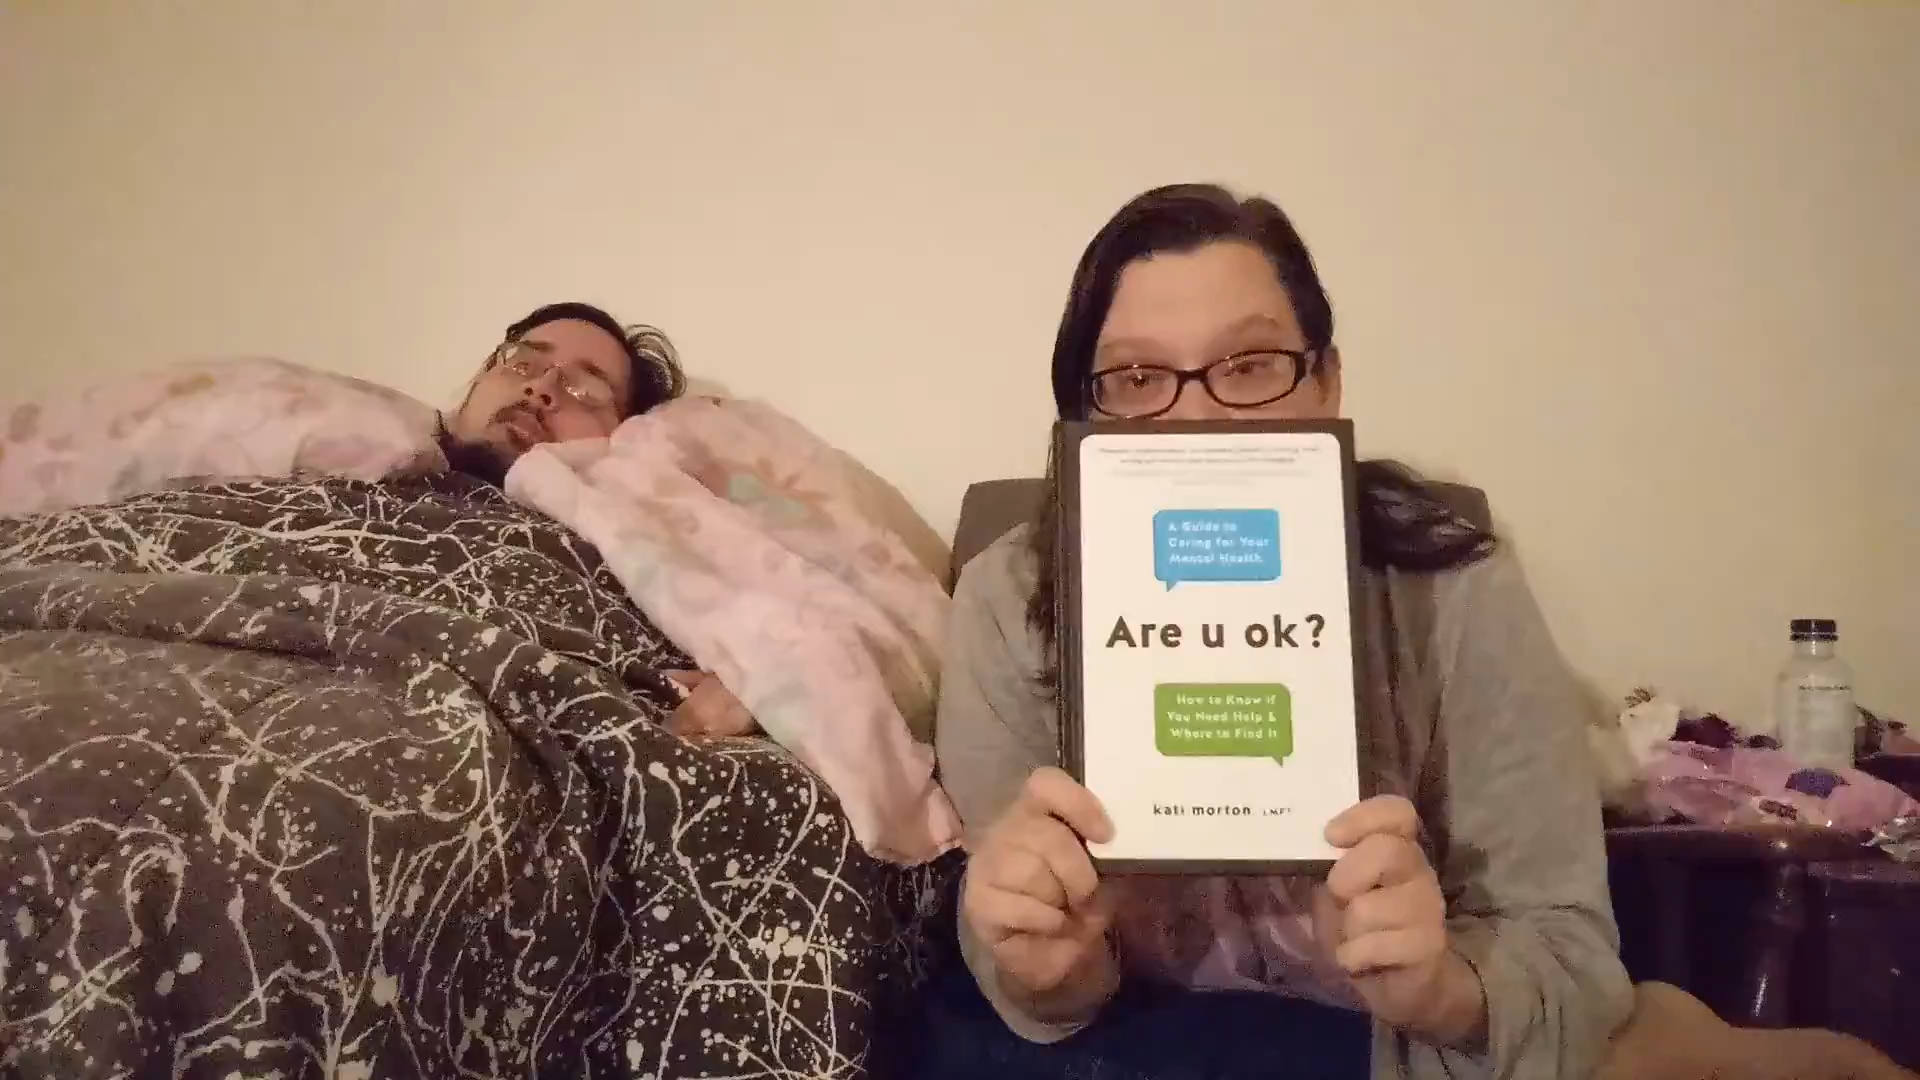 A Guide to
Caring for Your
Mental Health
Are u ok?
How to Know If
You Need Help &
Where to Find It
kati morton, LMFT